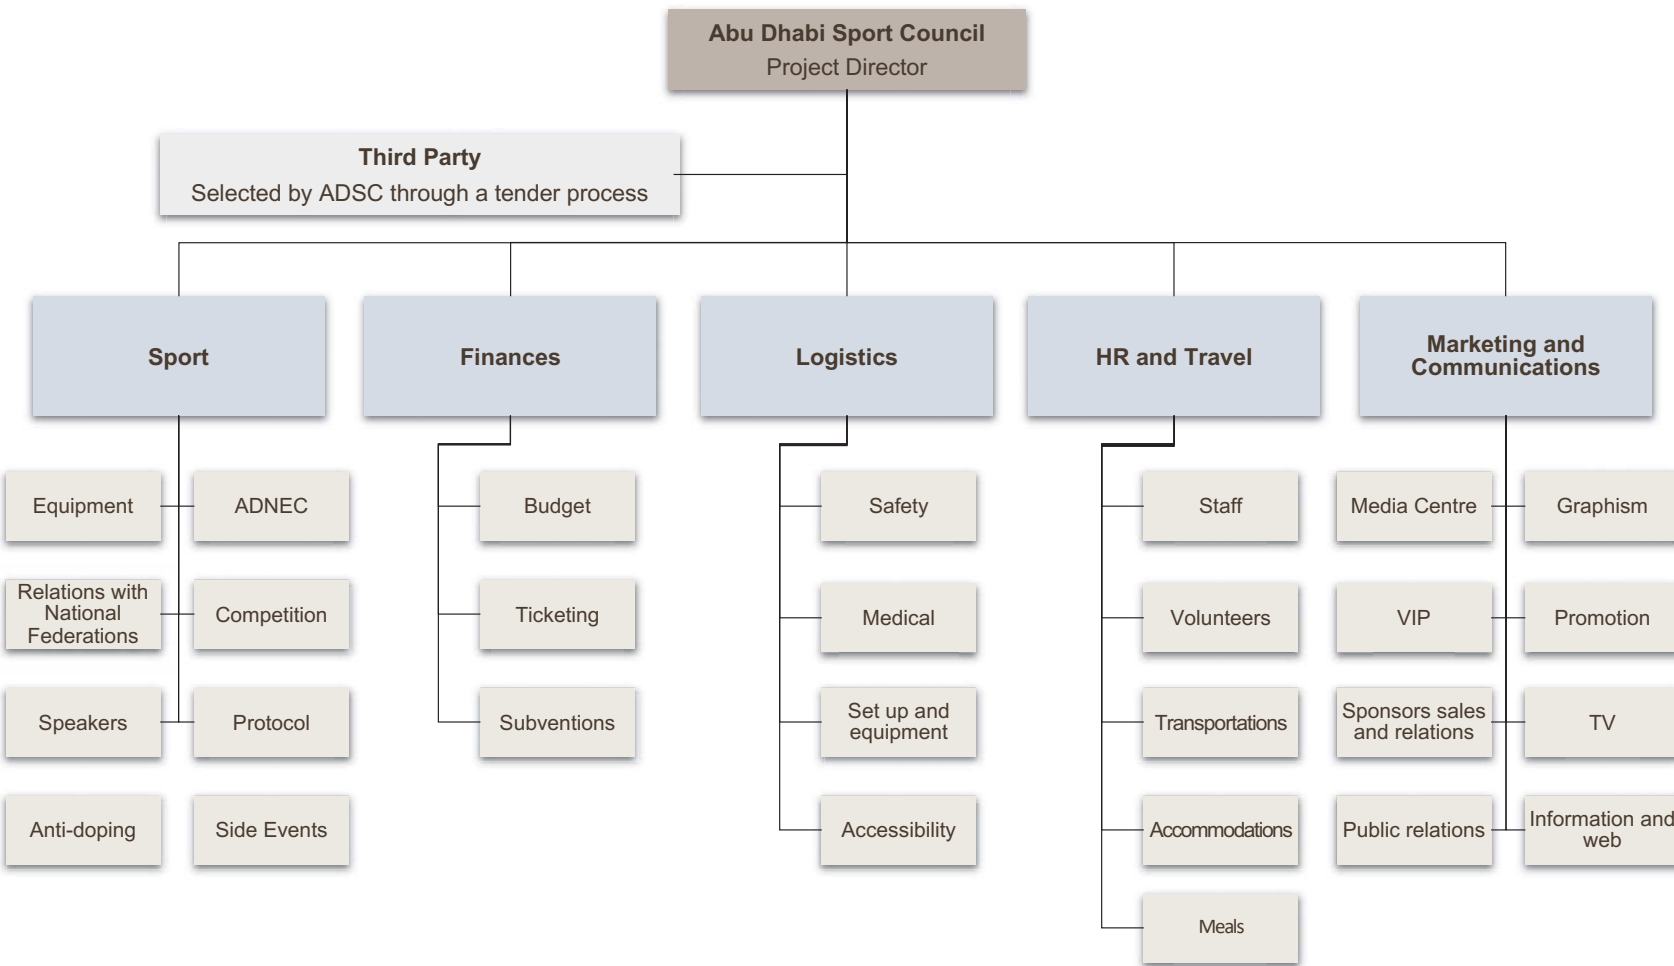 Abu Dhabi Sport Council
Project Director
Third Party
Selected by ADSC through a tender process
Sport
Finances
Logistics
HR and Travel
Marketing and
Communications
Equipment
ADNEC
Relations with
National
Federations
Competition
Speakers
Protocol
Anti-doping
Side Events
Budget
Ticketing
Subventions
Safety
Medical
Set up and
equipment
Accessibility
Staff
Volunteers
Transportations
Accommodations
Meals
Media Centre
Graphism
VIP
Promotion
Sponsors sales
and relations
TV
Public relations
Information and
web